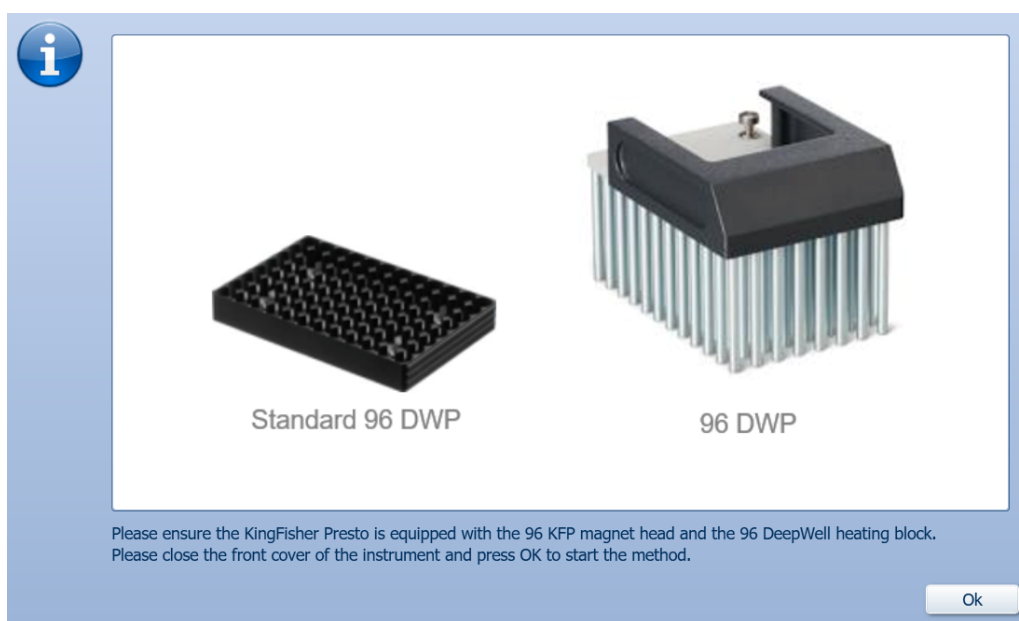 Standard 96 DWP
96 DWP
Please ensure the KingFisher Presto is equipped with the 96 KFP magnet head and the 96 DeepWell heating block.
Please close the front cover of the instrument and press OK to start the method.
Ok